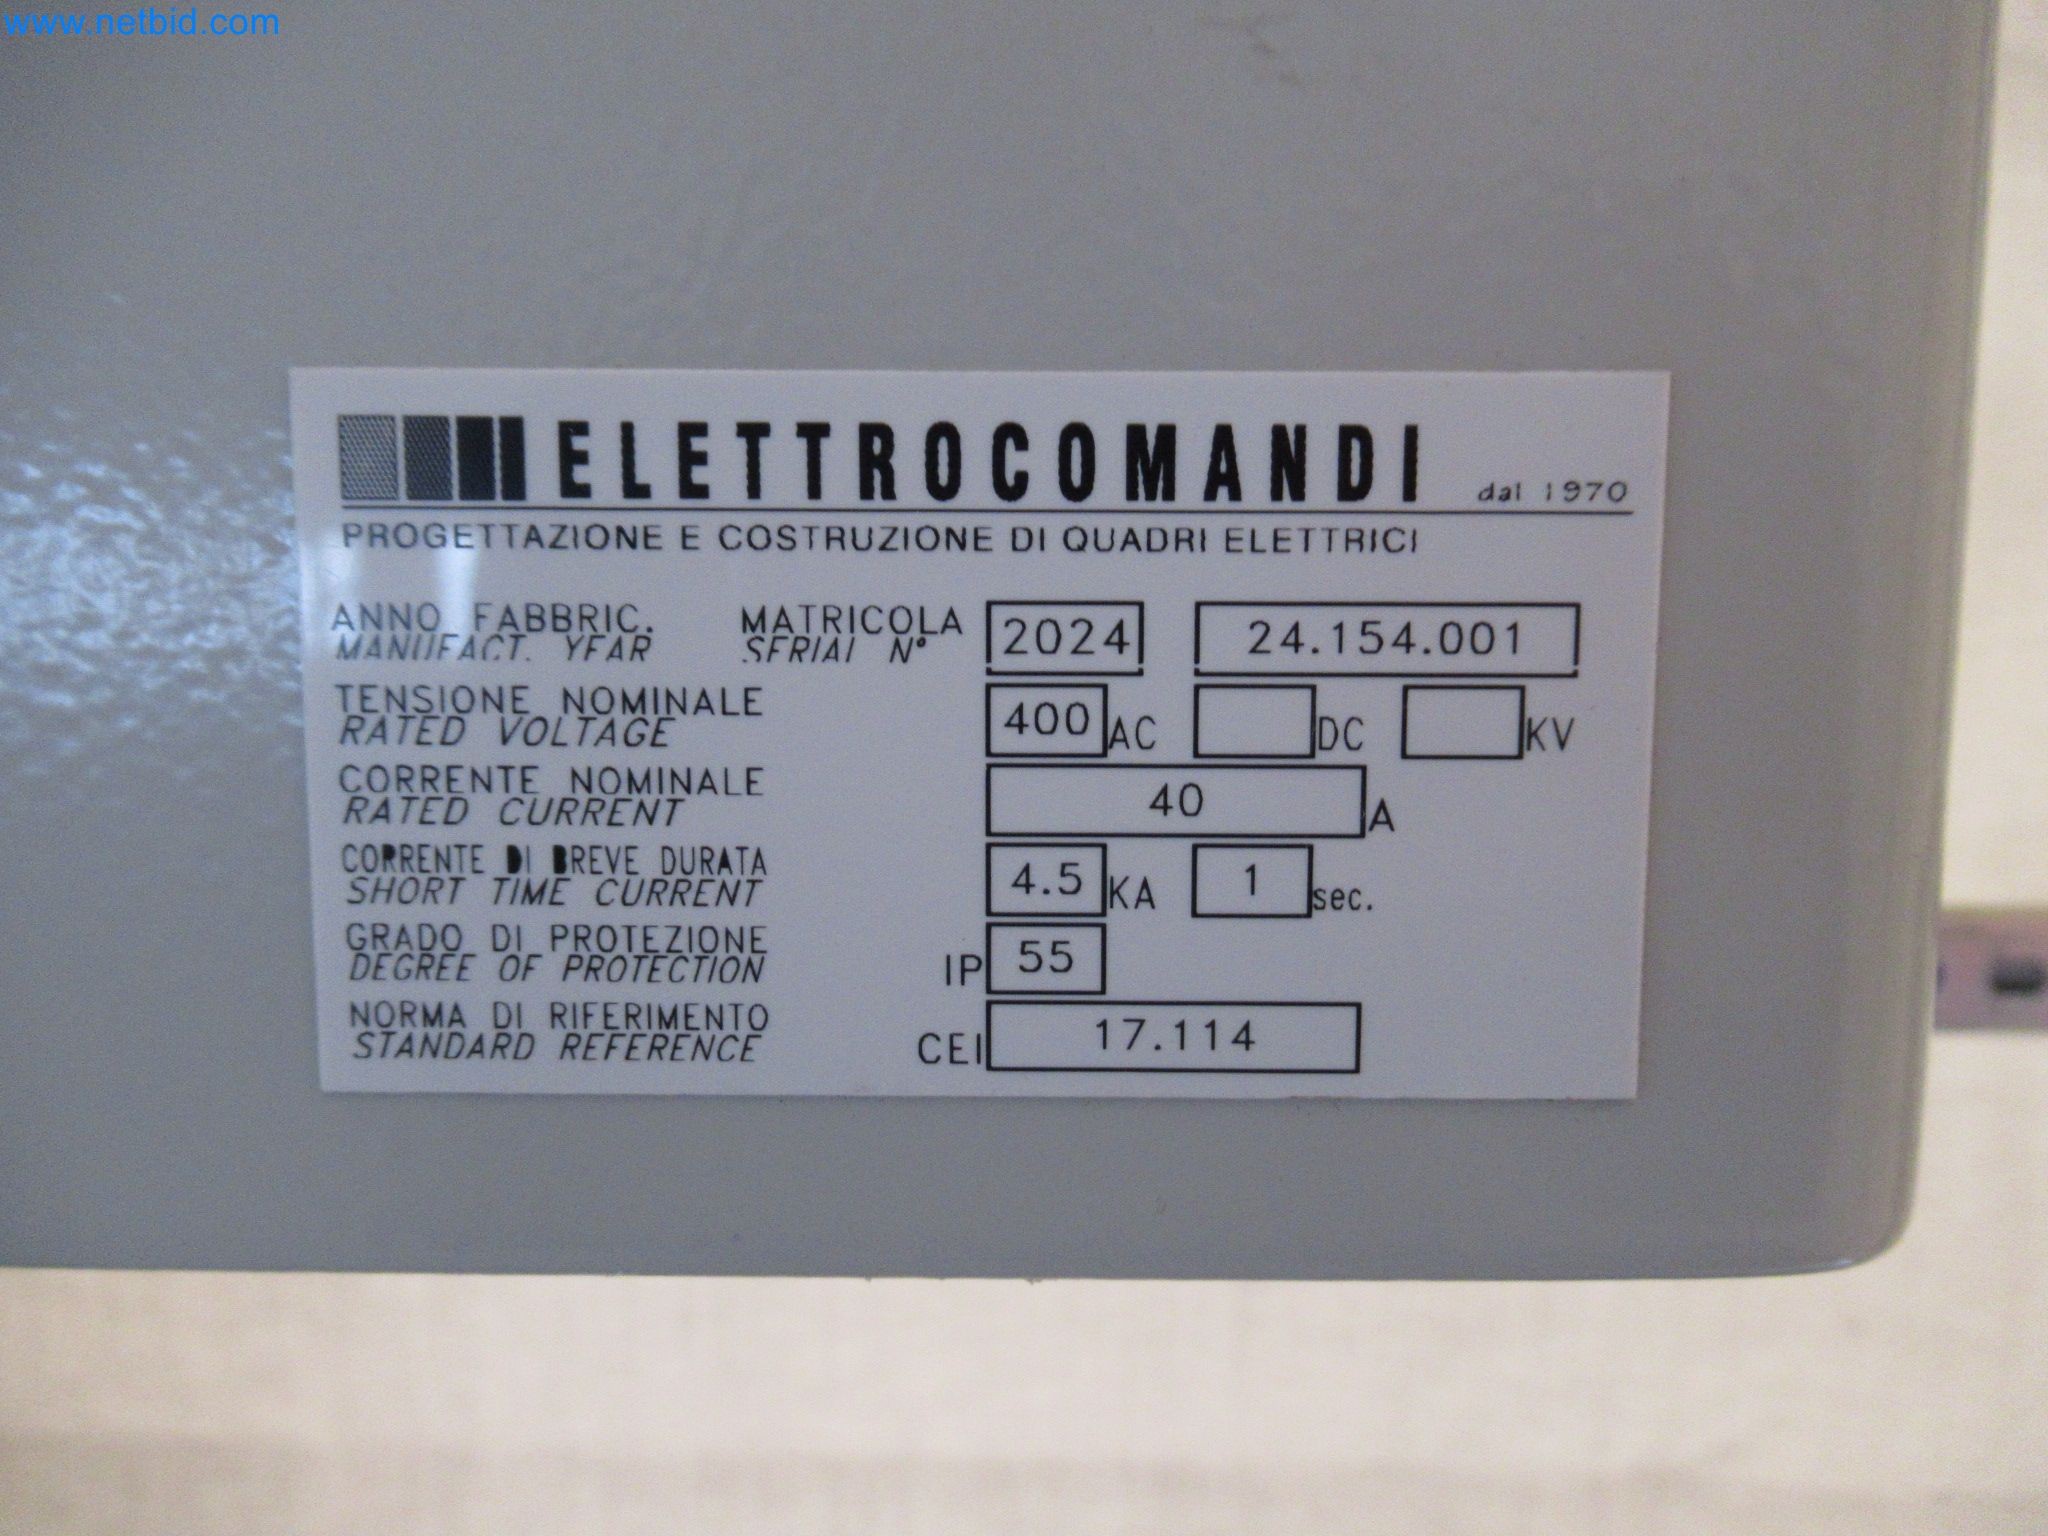 www.netbid.com
ELETTROCOMANDI dal 1970
PROGETTAZIONE E COSTRUZIONE DI QUADRI ELETTRICI
ANNO FABBRIC. MATRICOLA 2024 24.154.001
MANUFACT. YEAR SERIAL N°
TENSIONE NOMINALE 400 AC DC KV
RATED VOLTAGE
CORRENTE NOMINALE 40 A
RATED CURRENT
CORRENTE DI BREVE DURATA 4.5 KA 1 sec.
SHORT TIME CURRENT
GRADO DI PROTEZIONE IP 55
DEGREE OF PROTECTION
NORMA DI RIFERIMENTO CEI 17.114
STANDARD REFERENCE